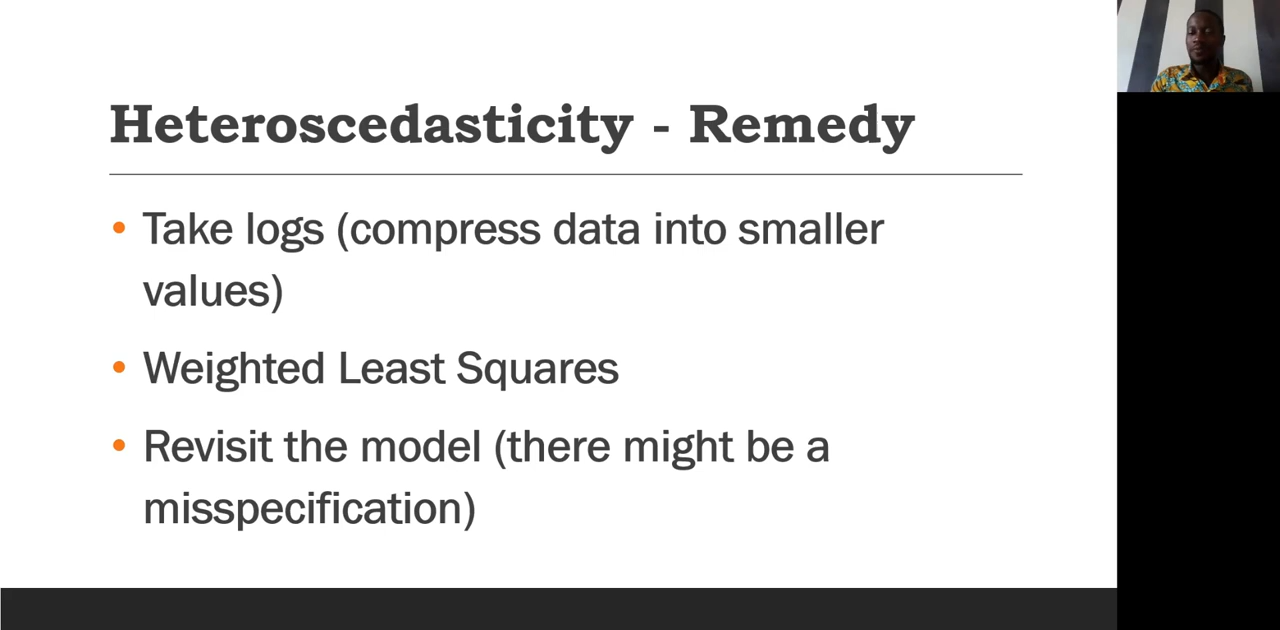 Heteroscedasticity - Remedy
• Take logs (compress data into smaller
values)
• Weighted Least Squares
• Revisit the model (there might be a
misspecification)